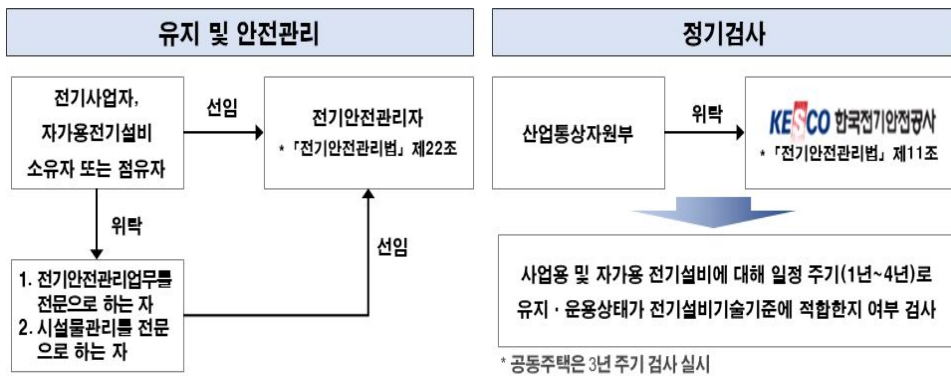 유지 및 안전관리
전기사업자,
자가용전기설비
소유자 또는 점유자
선임
전기안전관리자
* 「전기안전관리법」 제22조
위탁
선임
1. 전기안전관리업무를
전문으로 하는 자
2. 시설물관리를 전문
으로 하는 자
정기검사
산업통상자원부
위탁
KESCO 한국전기안전공사
* 「전기안전관리법」 제11조
사업용 및 자가용 전기설비에 대해 일정 주기(1년~4년)로
유지 · 운용상태가 전기설비기술기준에 적합한지 여부 검사
* 공동주택은 3년 주기 검사 실시